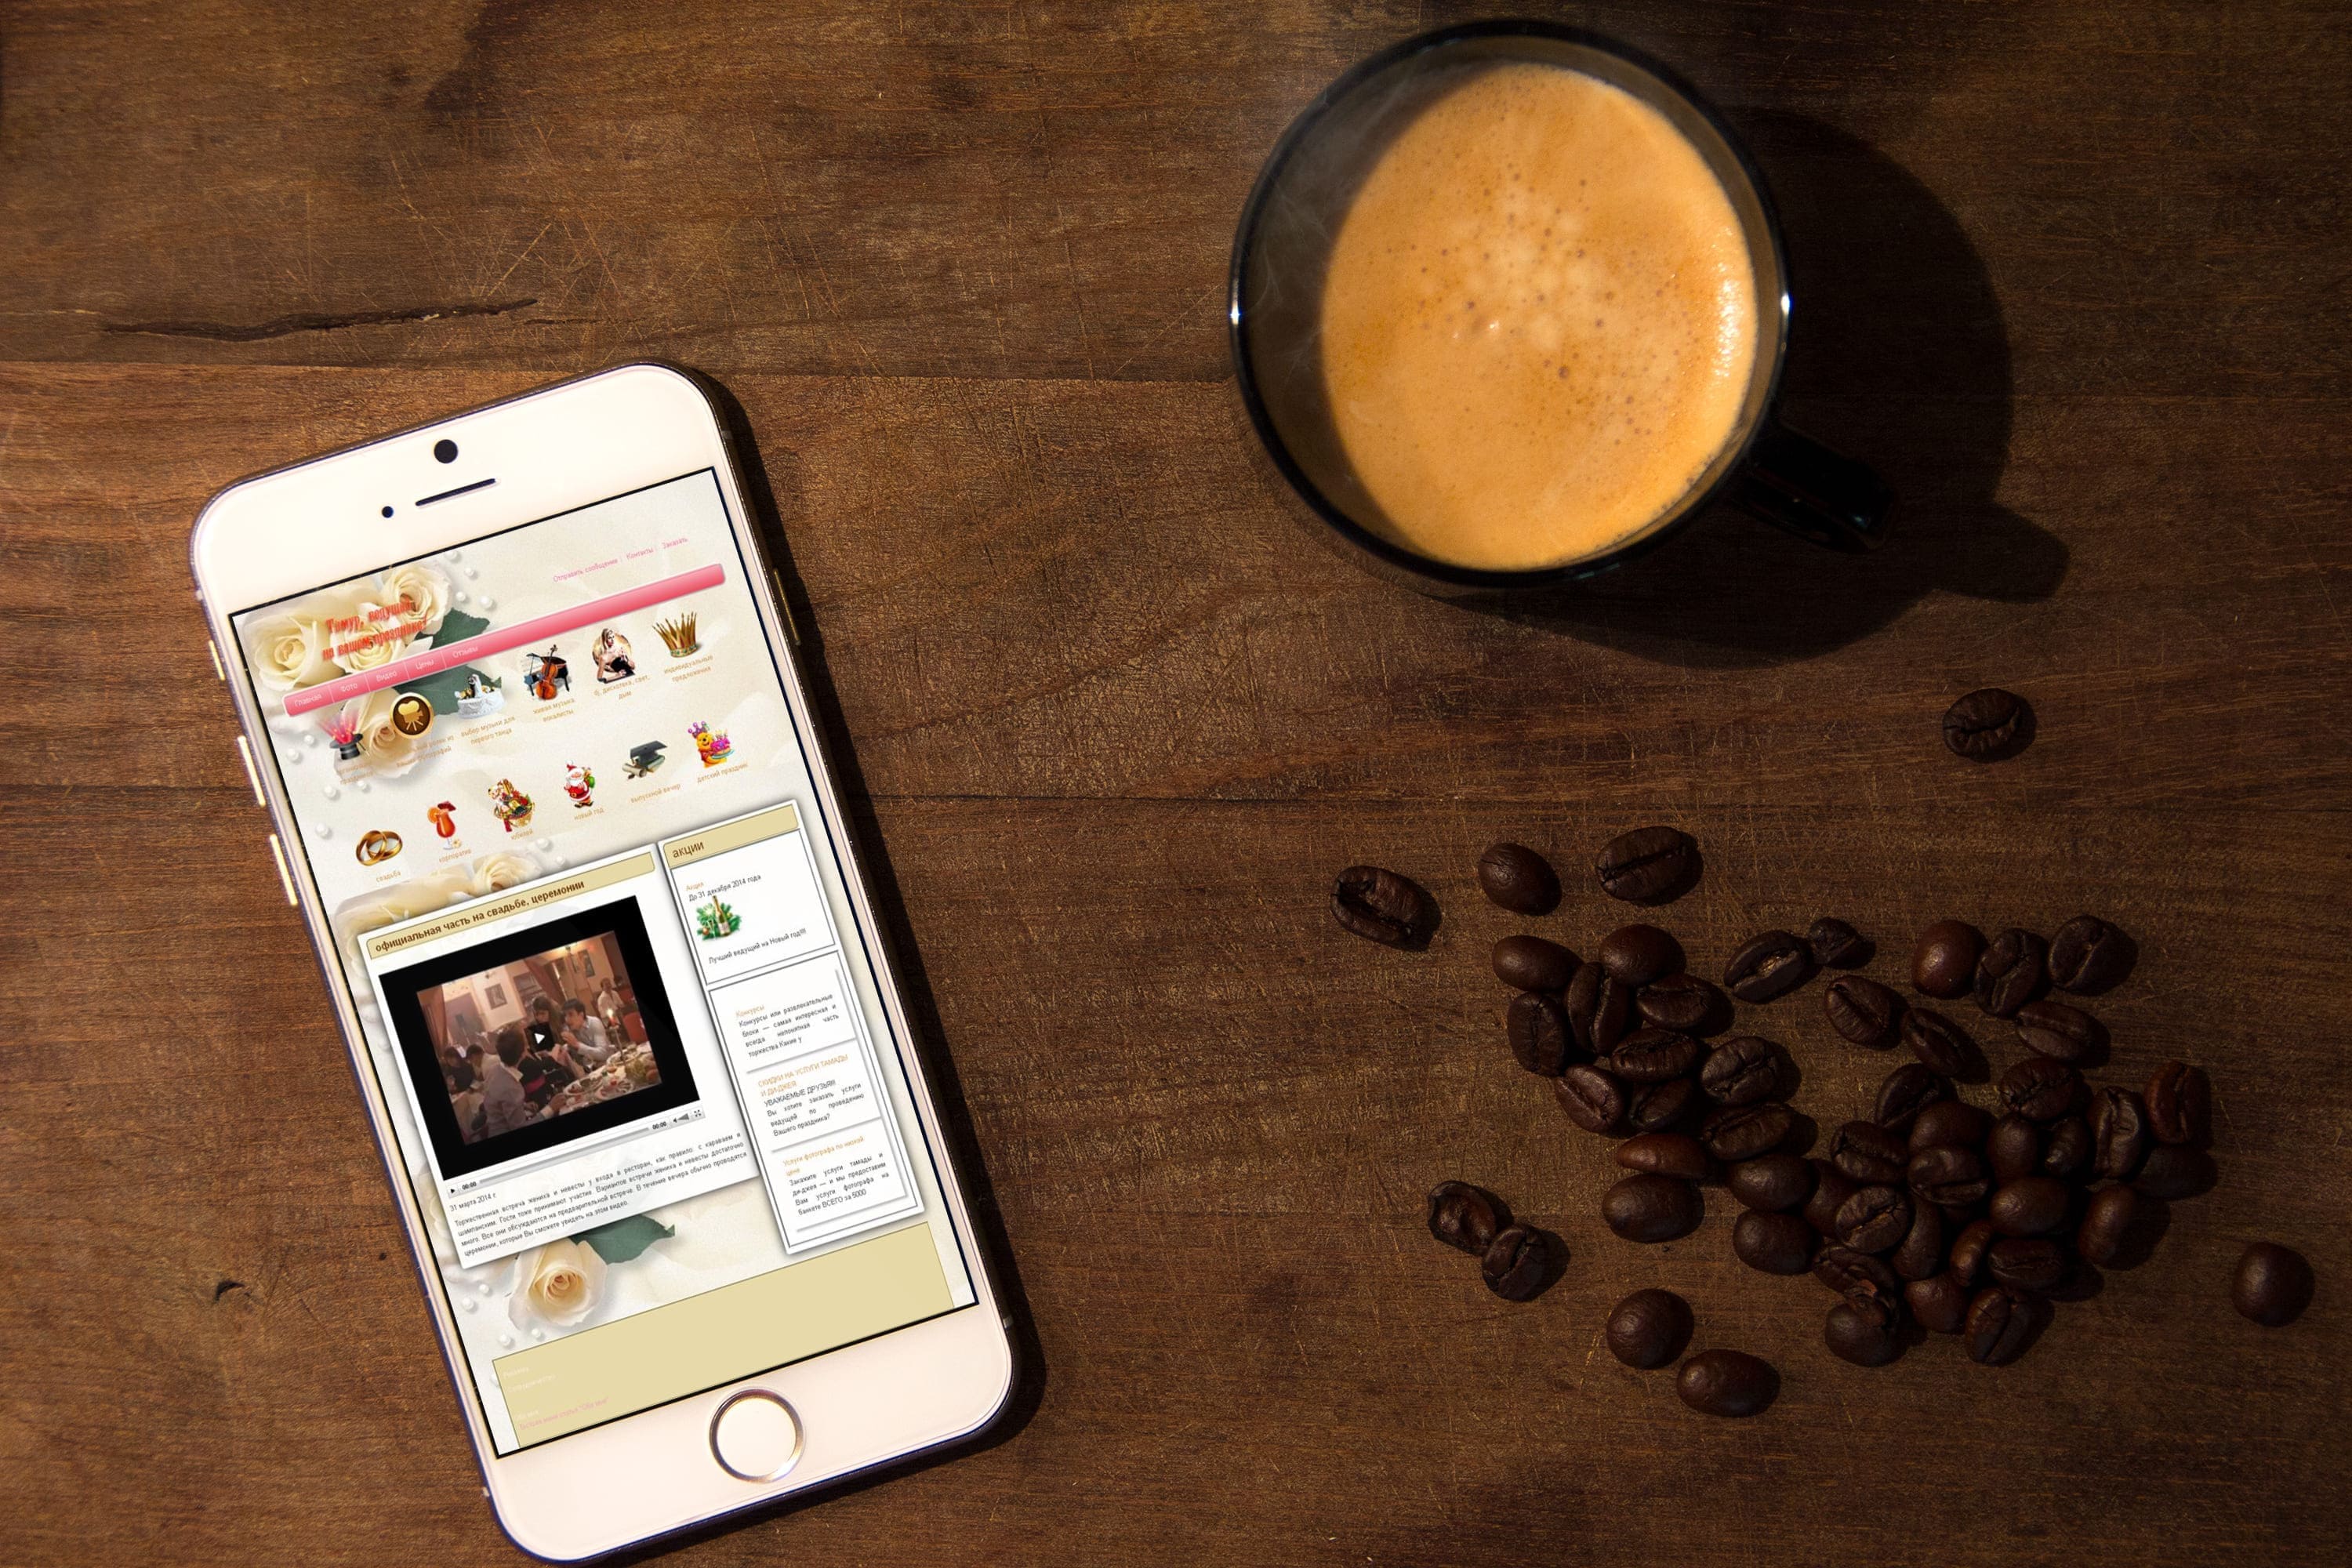 Отправить сообщение | Контакты | Заказать
Тимур, ведущий
на вашем празднике!
Главная Фото Видео Цены Отзывы
выбор музыки для
первого танца
живая музыка
вокалисты
dj, дискотека, свет,
дым
индивидуальные
предложения
свадьба
корпоратив
юбилей
новый год
выпускной вечер
детский праздник
официальная часть на свадьбе, церемонии
00:00
00:00
31 марта 2014 г.
Торжественная встреча жениха и невесты у входа в ресторан, как правило: с караваем и
шампанским. Гости тоже принимают участие. Вариантов встречи жениха и невесты достаточно
много. Все они обсуждаются на предварительной встрече. В течение вечера обычно проводятся
церемонии, которые Вы сможете увидеть на этом видео.
акции
Акция
До 31 декабря 2014 года
Лучший ведущий на Новый год!!!
Конкурсы
Конкурсы или развлекательные
блоки — самая интересная и
всегда непонятная часть
торжества.Какие у
СКИДКИ НА УСЛУГИ ТАМАДЫ
И ДИ-ДЖЕЯ
УВАЖАЕМЫЕ ДРУЗЬЯ!!!
Вы хотите заказать услуги
ведущей по проведению
Вашего праздника?
Услуги фотографа по низкой
цене
Закажите услуги тамады и
ди-джея — и мы предоставим
Вам услуги фотографа на
банкете ВСЕГО за 5000